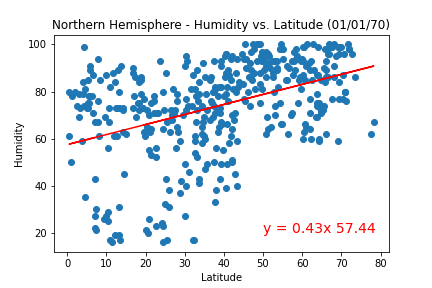 Northern Hemisphere - Humidity vs. Latitude (01/01/70)
100
80
60
40
20
Humidity
y = 0.43x 57.44
0 10 20 30 40 50 60 70 80
Latitude